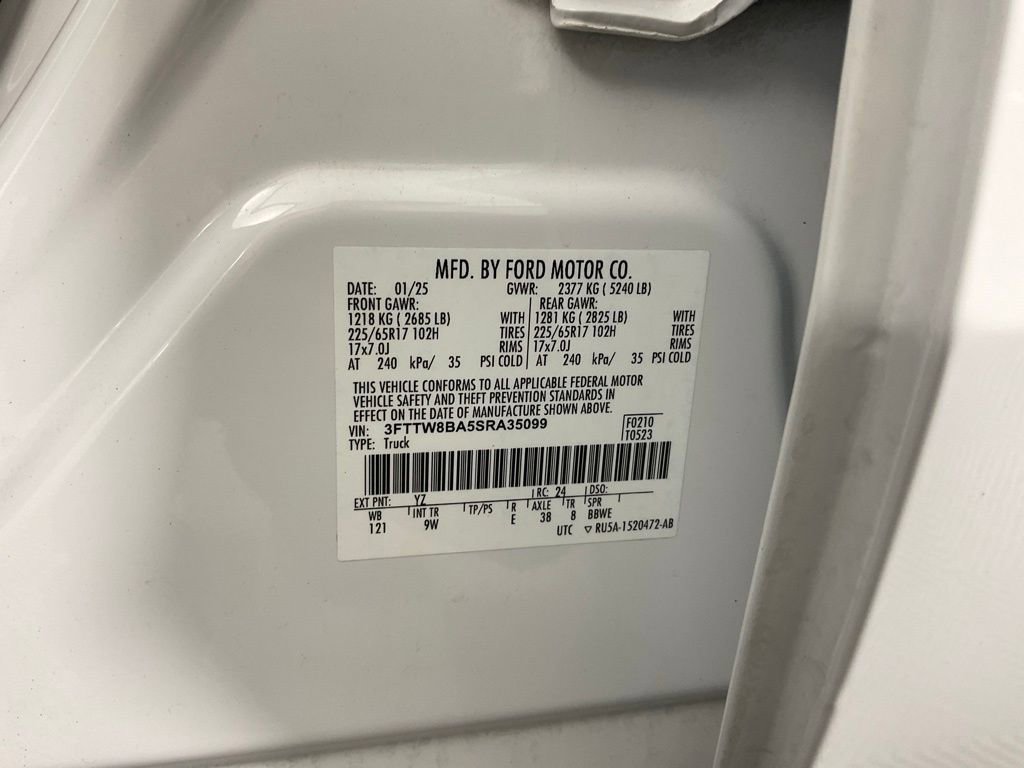 MFD. BY FORD MOTOR CO.
DATE: 01/25 GVWR: 2377 KG ( 5240 LB)
FRONT GAWR: REAR GAWR:
1218 KG ( 2685 LB) WITH 1281 KG ( 2825 LB) WITH
225/65R17 102H TIRES 225/65R17 102H TIRES
17x7.0J RIMS 17x7.0J RIMS
AT 240 kPa/ 35 PSI COLD AT 240 kPa/ 35 PSI COLD
THIS VEHICLE CONFORMS TO ALL APPLICABLE FEDERAL MOTOR
VEHICLE SAFETY AND THEFT PREVENTION STANDARDS IN
EFFECT ON THE DATE OF MANUFACTURE SHOWN ABOVE.
VIN: 3FTTW8BA5SRA35099 F0210
TYPE: Truck T0523
EXT PNT: YZ RC: 24 DSO:
WB INT TR TP/PS R AXLE TR SPR
121 9W E 38 8 BBWE
UTC ▽ RU5A-1520472-AB